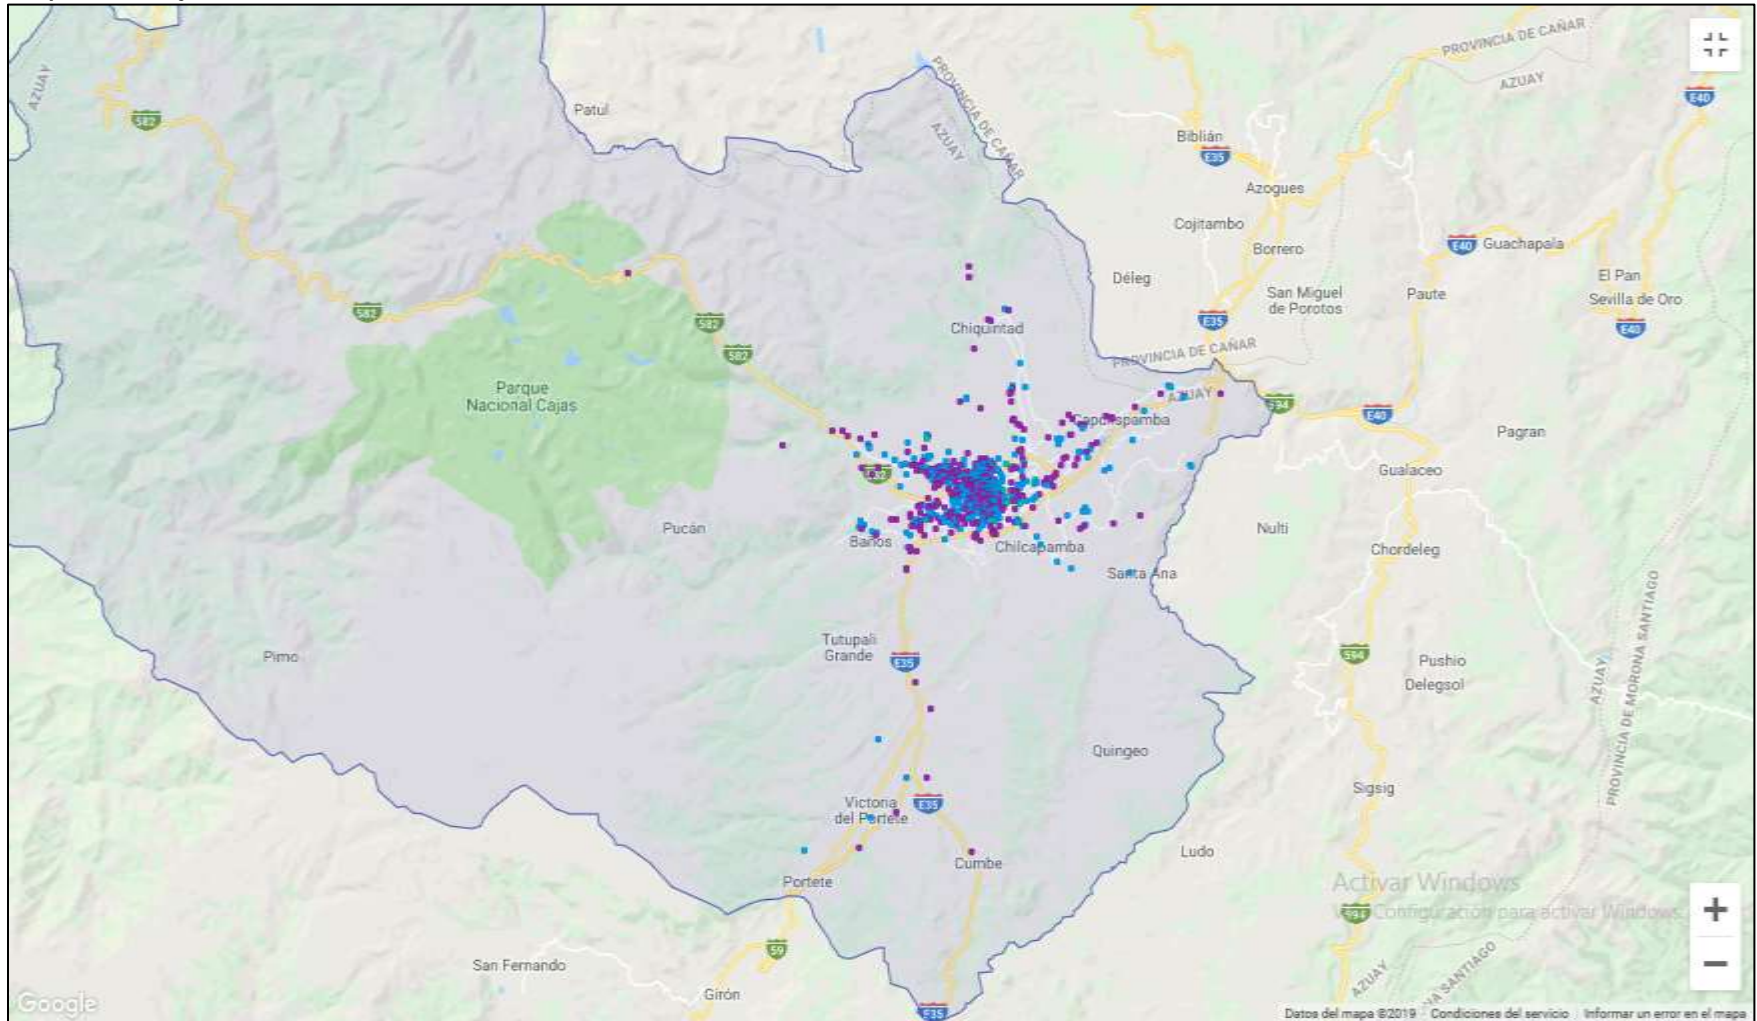 PROVINCIA DE CAÑAR
AZUAY
AZUAY
E40
582
Patul
PROVINCIA DE CAÑAR
AZUAY
Biblián
E35
Azogues
Cojitambo
Borrero
E40
Guachapala
Déleg
San Miguel
de Porotos
Paute
El Pan
Sevilla de Oro
E40
582
582
582
Chiquintad
E35
PROVINCIA DE CAÑAR
AZUAY
Parque
Nacional Cajas
594
E40
Pagran
Gualaceo
Pucán
Baños
Chilcapamba
Nulti
Chordeleg
Santa Ana
Tutupali
Grande
E35
Pimo
594
Pushio
Delegsol
AZUAY
PROVINCIA DE MORONA SANTIAGO
Quingeo
Victoria
del Portete
E35
Sigsig
Cumbe
Ludo
Portete
Activar Windows
Configuración para activar Windows.
594
59
San Fernando
Girón
AZUAY
SANTIAGO
E35
Google
Datos del mapa ©2019 Condiciones del servicio Informar un error en el mapa